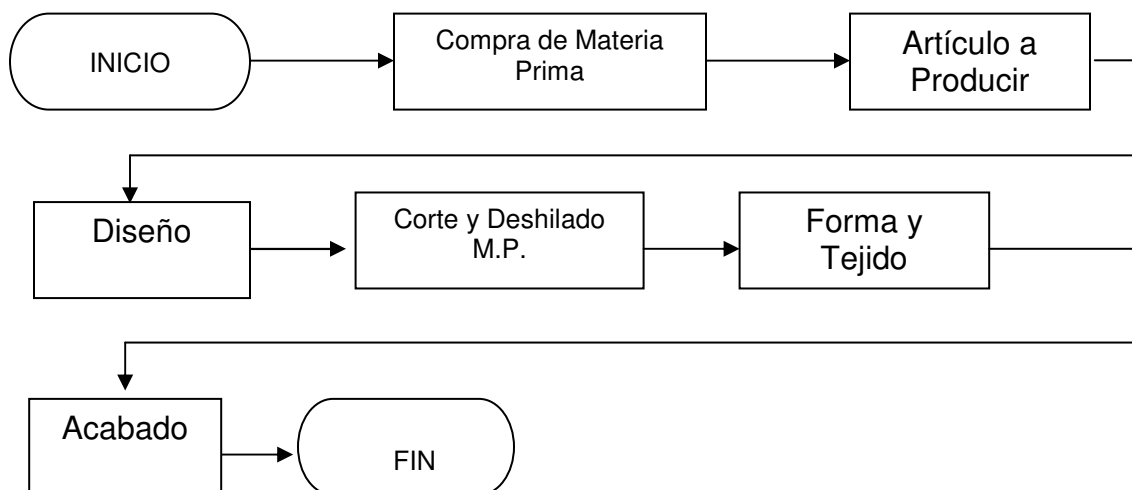 INICIO
Compra de Materia
Prima
Artículo a
Producir
Diseño
Corte y Deshilado
M.P.
Forma y
Tejido
Acabado
FIN